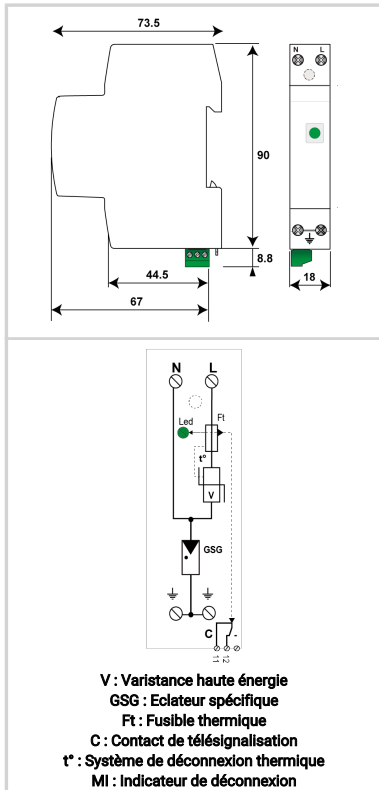 73.5
N L
90
8.8
44.5
18
67
N L
Led Ft
t°
V
GSG
C
11 12 -
V : Varistance haute énergie
GSG : Eclateur spécifique
Ft : Fusible thermique
C : Contact de télésignalisation
t° : Système de déconnexion thermique
MI : Indicateur de déconnexion